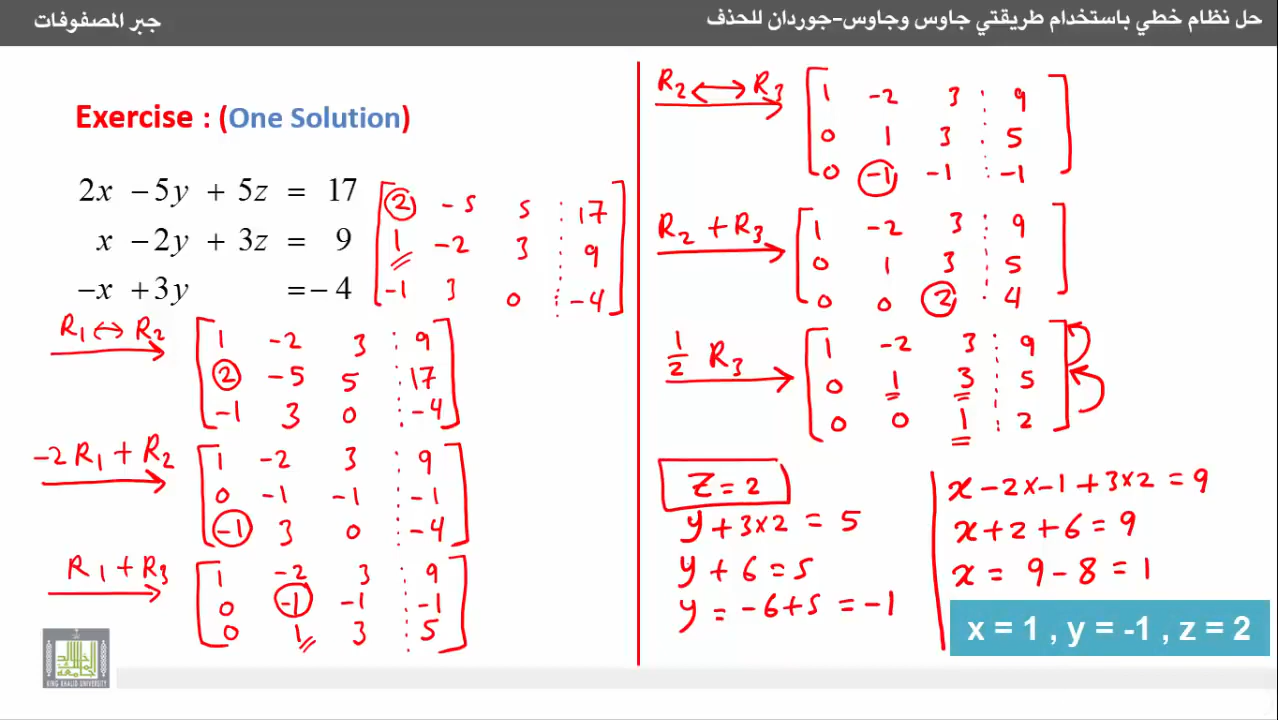 حل نظام خطي باستخدام طريقتي جاوس وجاوس-جوردان للحذف
جبر المصفوفات
Exercise : (One Solution)
2x − 5y + 5z = 17
x − 2y + 3z = 9
−x + 3y = − 4
2 -5 5 : 17
1 -2 3 : 9
-1 3 0 : -4
R1 ↔ R2
1 -2 3 : 9
2 -5 5 : 17
-1 3 0 : -4
-2R1 + R2
1 -2 3 : 9
0 -1 -1 : -1
-1 3 0 : -4
R1 + R3
1 -2 3 : 9
0 -1 -1 : -1
0 1 3 : 5
R2 ↔ R3
1 -2 3 : 9
0 1 3 : 5
0 -1 -1 : -1
R2 + R3
1 -2 3 : 9
0 1 3 : 5
0 0 2 : 4
1/2 R3
1 -2 3 : 9
0 1 3 : 5
0 0 1 : 2
z = 2
y + 3×2 = 5
y + 6 = 5
y = -6+5 = -1
x - 2x-1 + 3×2 = 9
x + 2 + 6 = 9
x = 9 - 8 = 1
x = 1 , y = -1 , z = 2
KING KHALID UNIVERSITY